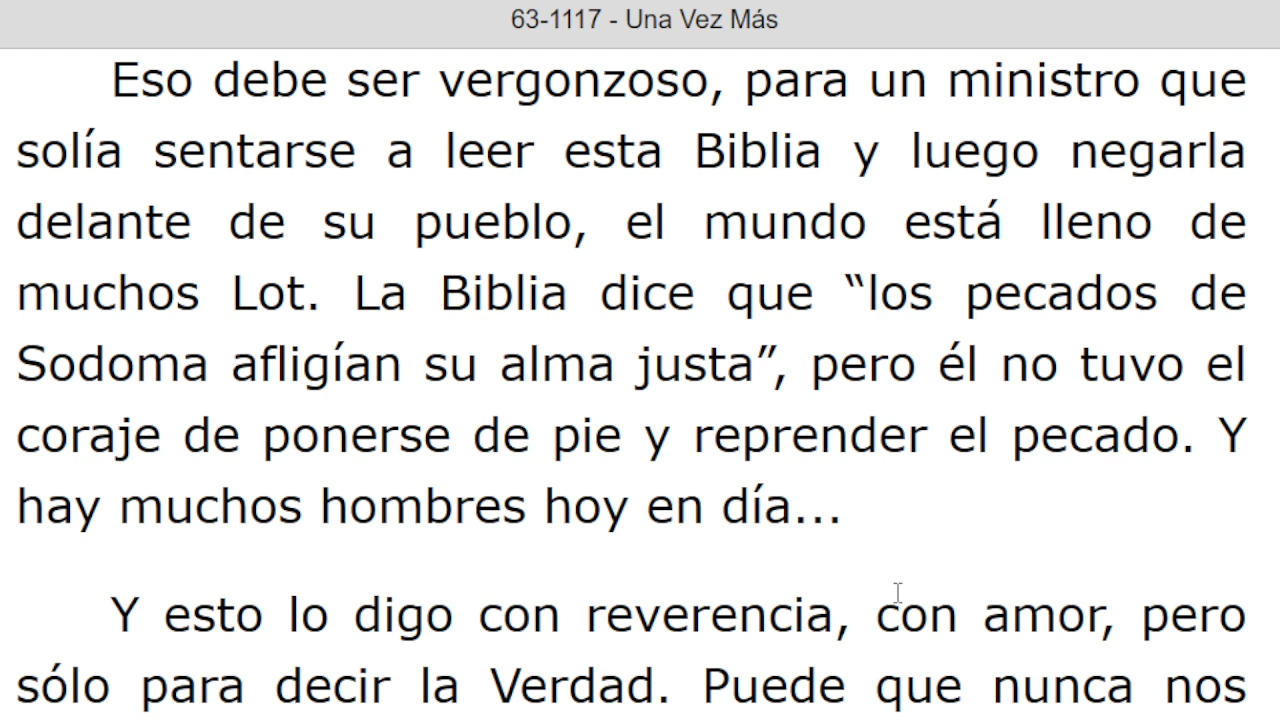 63-1117 - Una Vez Más
Eso debe ser vergonzoso, para un ministro que
solía sentarse a leer esta Biblia y luego negarla
delante de su pueblo, el mundo está lleno de
muchos Lot. La Biblia dice que “los pecados de
Sodoma afligían su alma justa”, pero él no tuvo el
coraje de ponerse de pie y reprender el pecado. Y
hay muchos hombres hoy en día...
Y esto lo digo con reverencia, con amor, pero
sólo para decir la Verdad. Puede que nunca nos